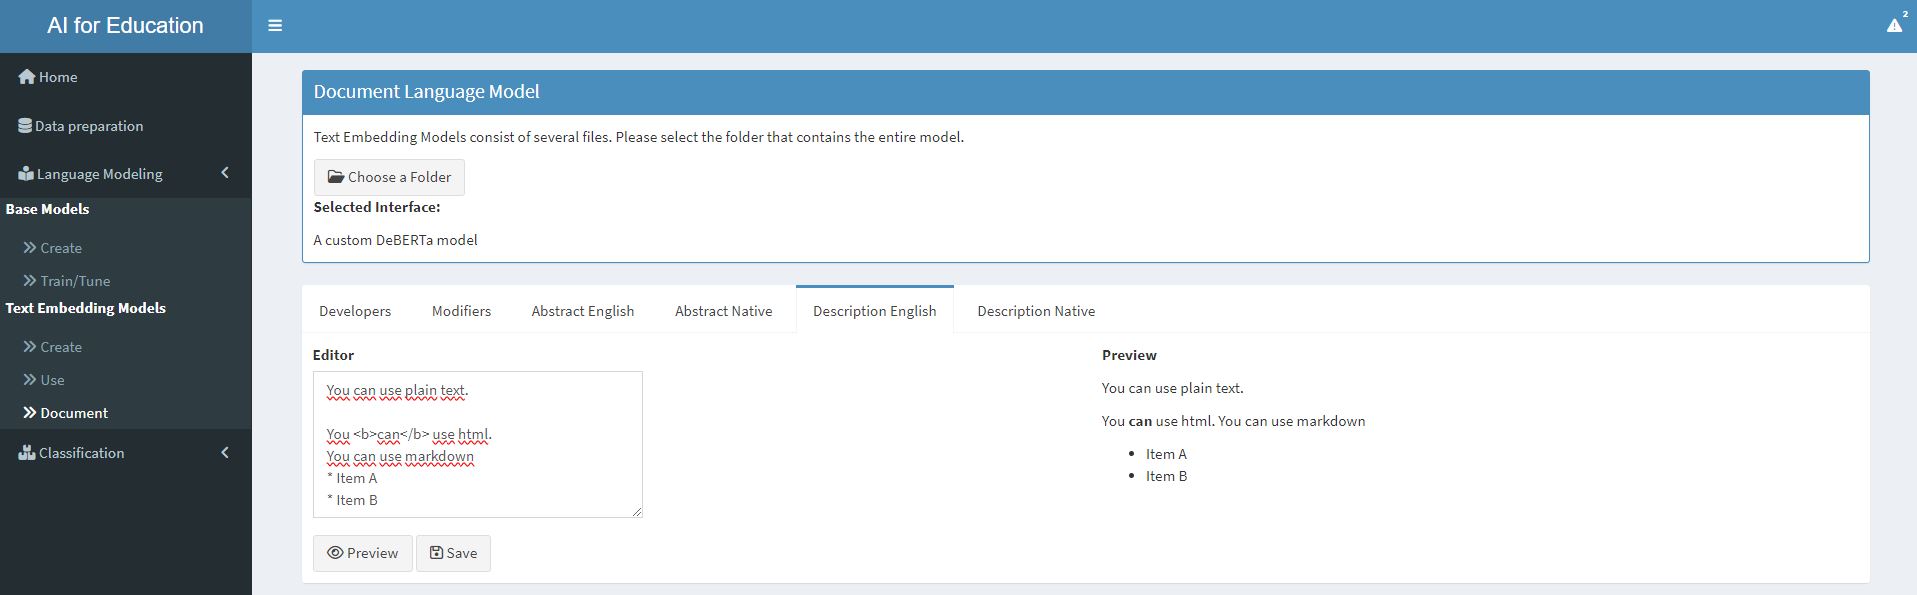 AI for Education
2
Home
Data preparation
Language Modeling
Base Models
Create
Train/Tune
Text Embedding Models
Create
Use
Document
Classification
Document Language Model
Text Embedding Models consist of several files. Please select the folder that contains the entire model.
Choose a Folder
Selected Interface:
A custom DeBERTa model
Developers Modifiers Abstract English Abstract Native Description English Description Native
Editor
You can use plain text.
You <b>can</b> use html.
You can use markdown
* Item A
* Item B
Preview Save
Preview
You can use plain text.
You can use html. You can use markdown
• Item A
• Item B